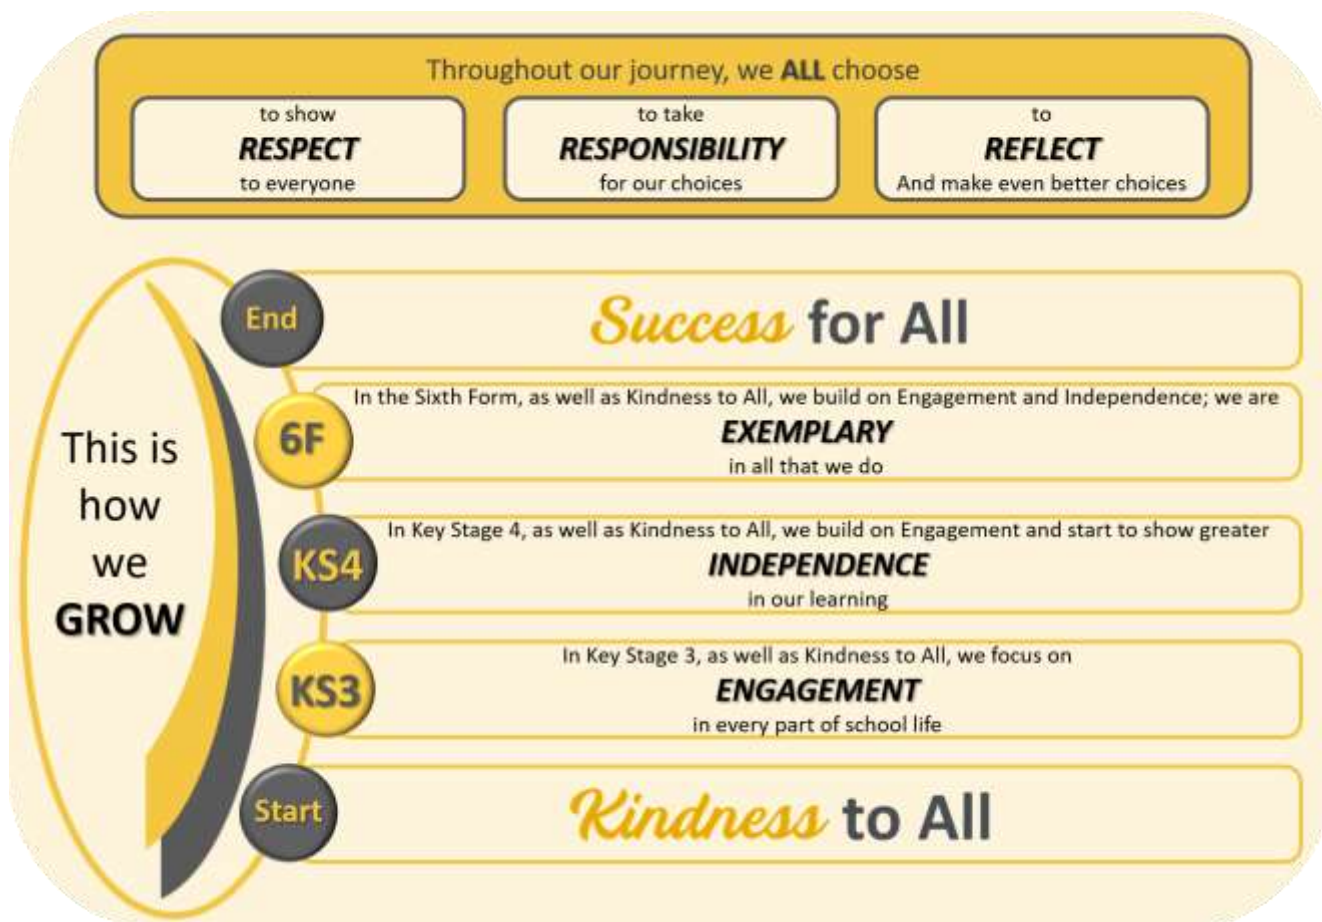 Throughout our journey, we ALL choose
to show
RESPECT
to everyone
to take
RESPONSIBILITY
for our choices
to
REFLECT
And make even better choices
This is
how
we
GROW
End
Success for All
6F
In the Sixth Form, as well as Kindness to All, we build on Engagement and Independence; we are
EXEMPLARY
in all that we do
KS4
In Key Stage 4, as well as Kindness to All, we build on Engagement and start to show greater
INDEPENDENCE
in our learning
KS3
In Key Stage 3, as well as Kindness to All, we focus on
ENGAGEMENT
in every part of school life
Start
Kindness to All